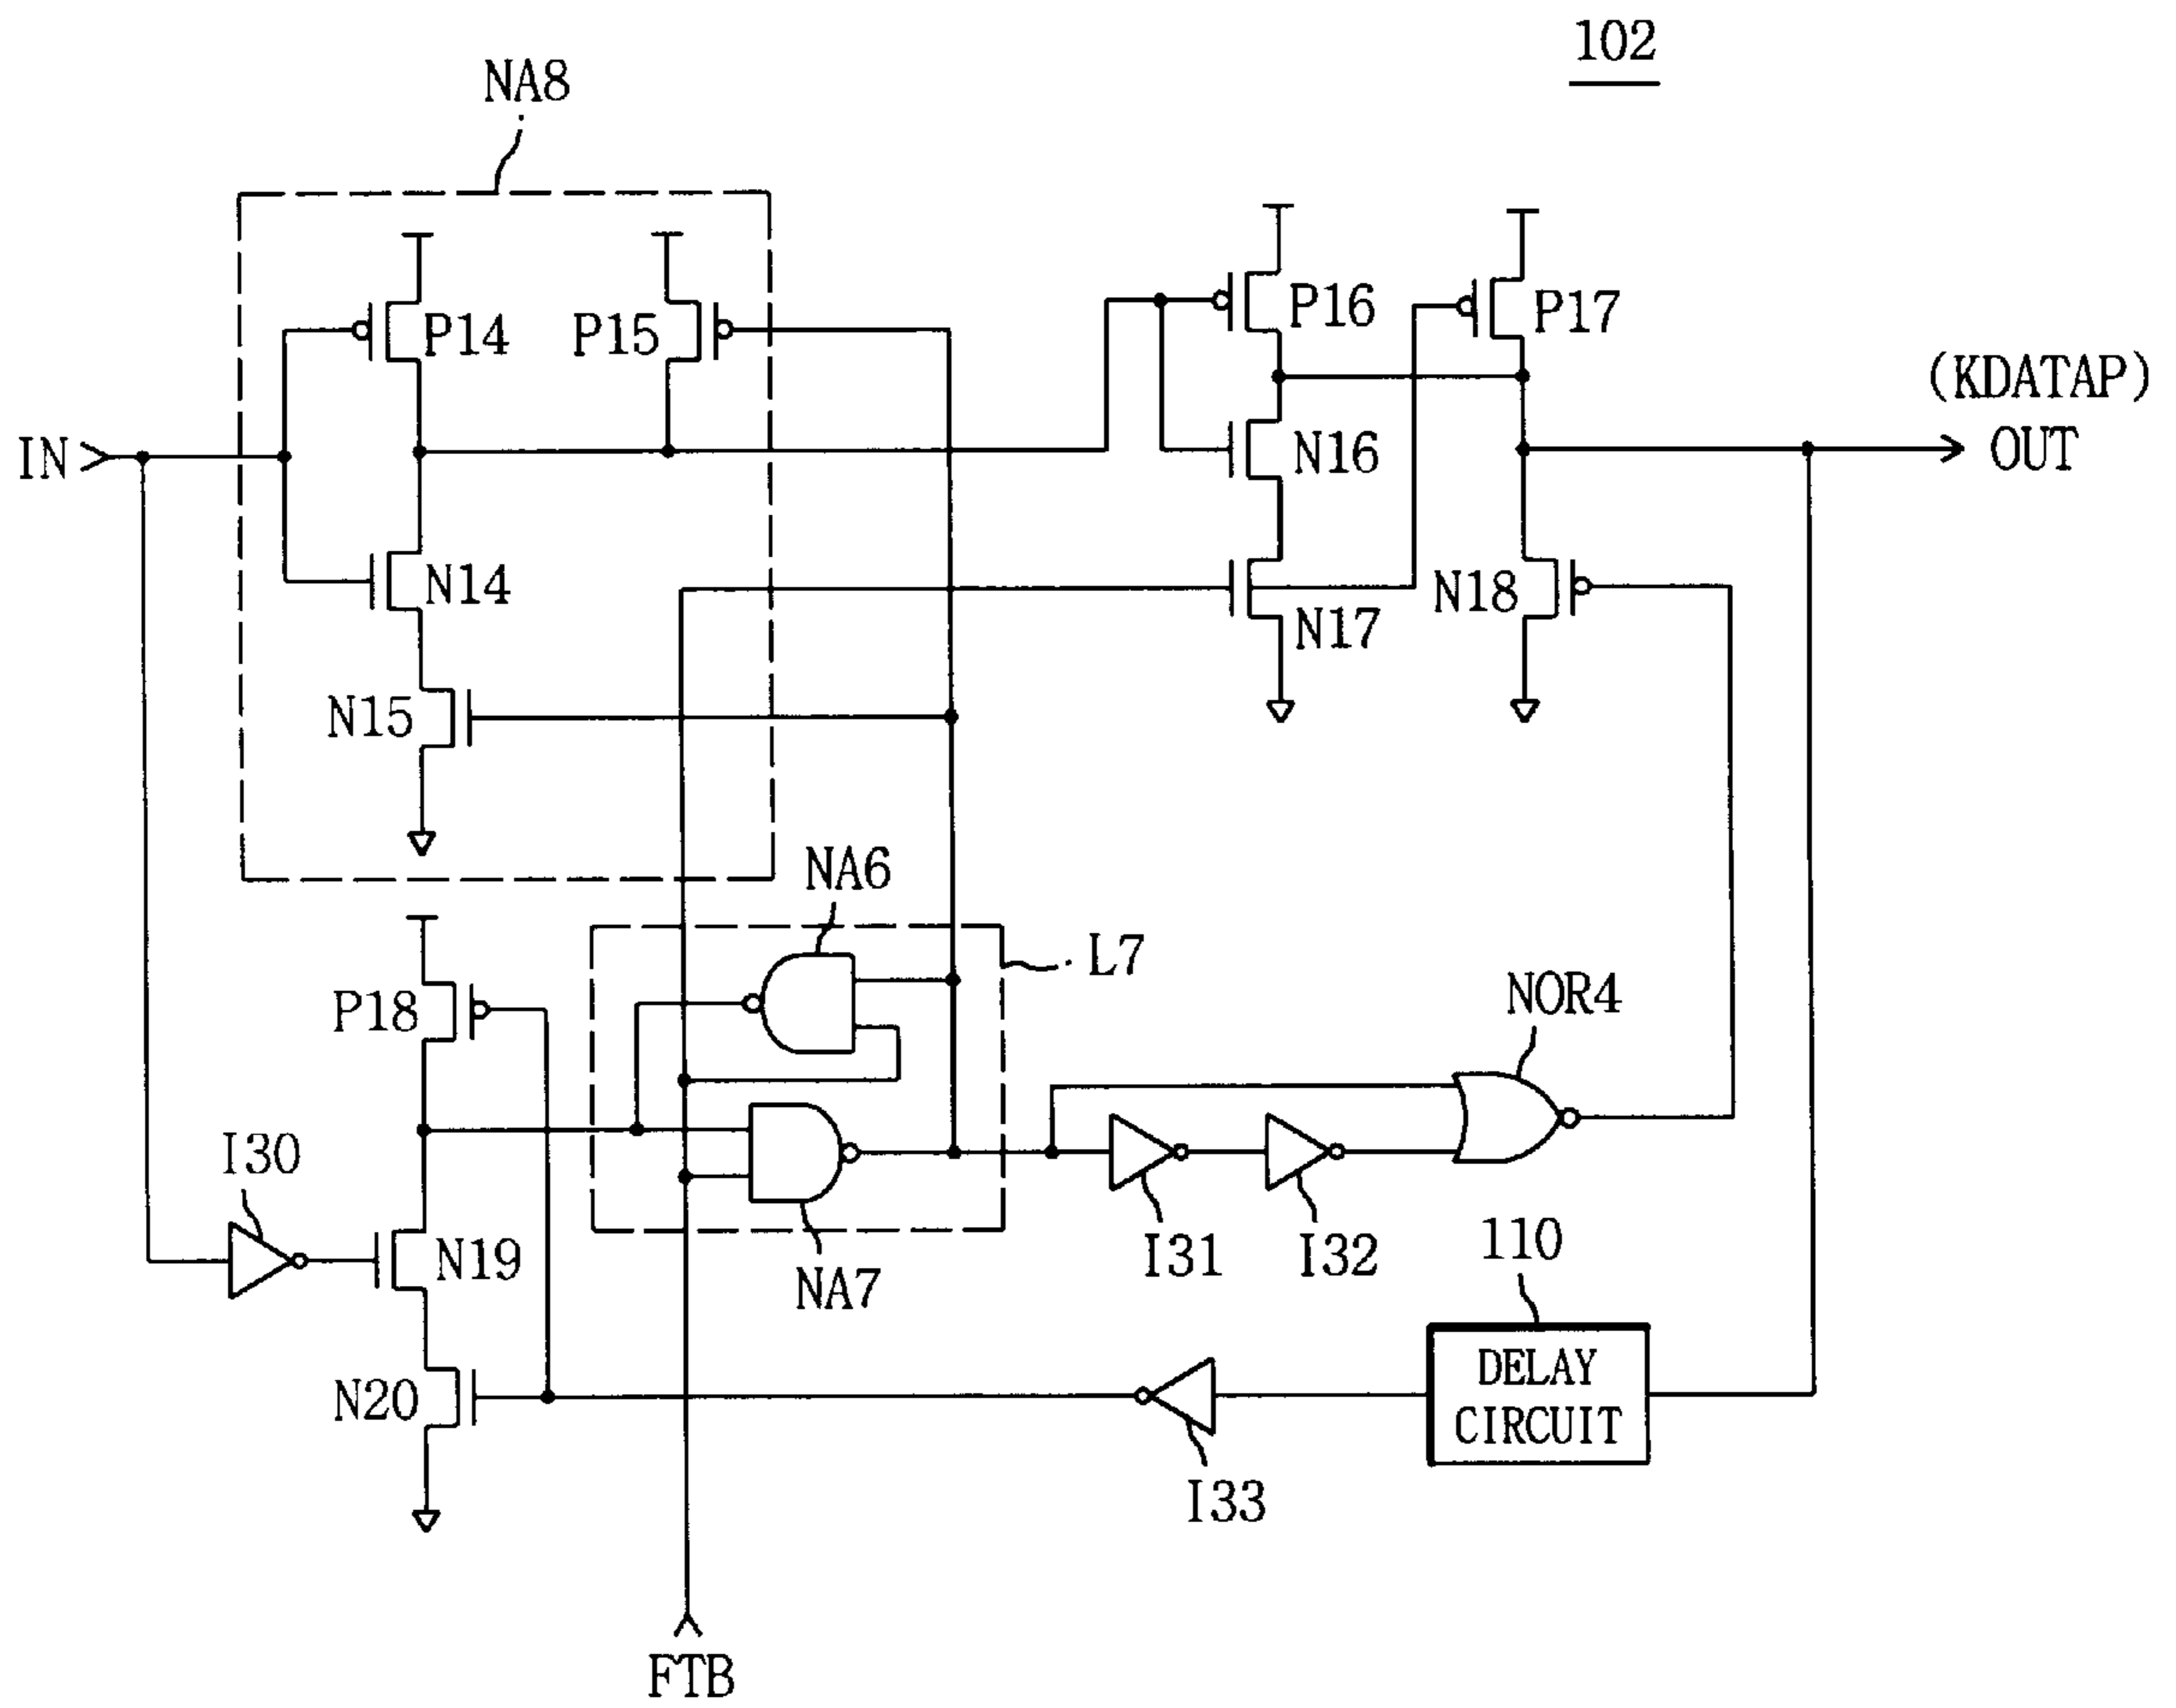 102
NA8
P14
P15
P16
P17
(KDATAP)
IN
N16
OUT
N14
N18
N17
N15
NA6
L7
P18
NOR4
I30
N19
NA7
I31
I32
110
N20
DELAY
CIRCUIT
I33
FTB